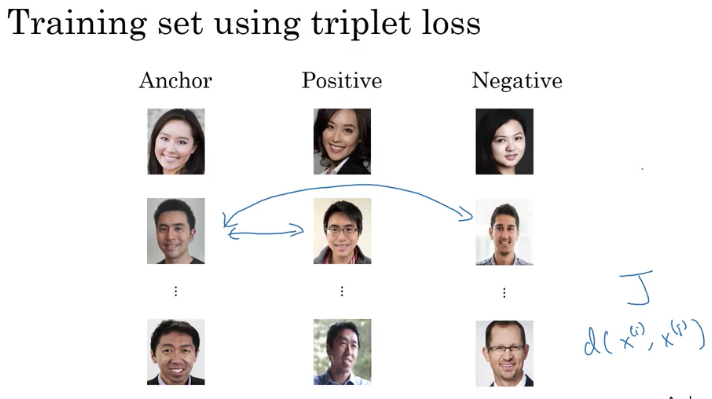 Training set using triplet loss
Anchor Positive Negative
⋮ ⋮ ⋮
J
d(x^(i), x^(j))